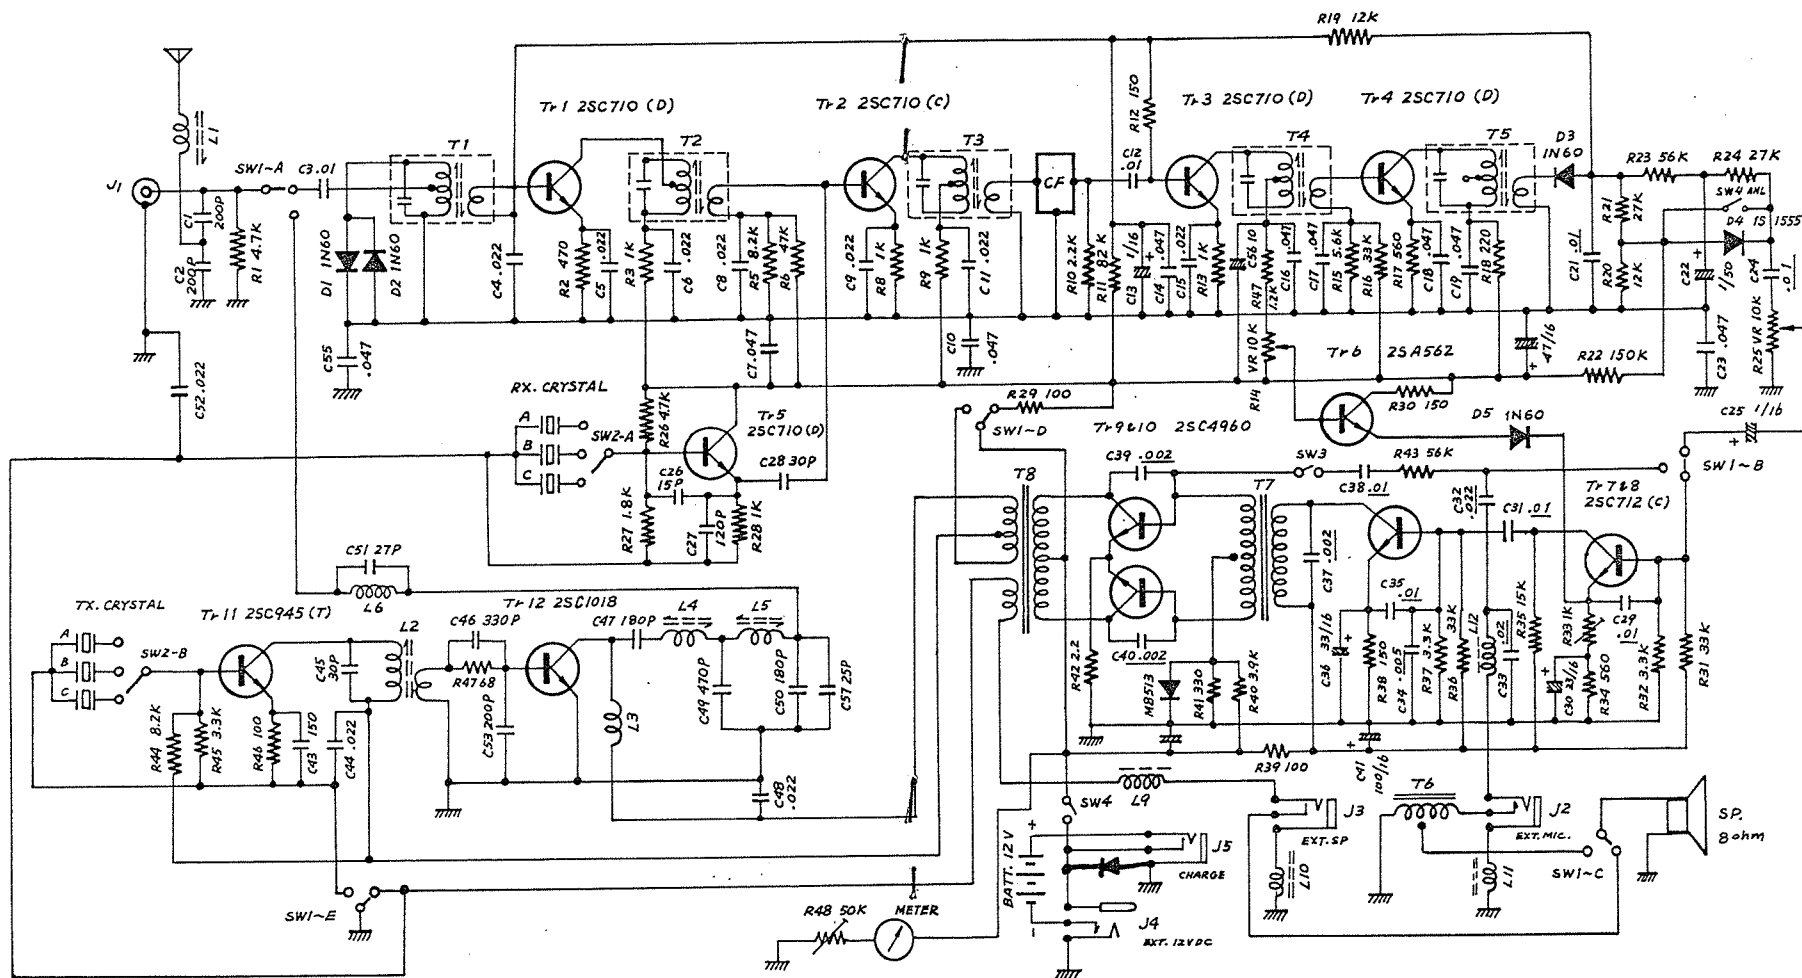 R19 12K
Tr1 2SC710 (D)
Tr2 2SC710 (C)
Tr3 2SC710 (D)
Tr4 2SC710 (D)
L1
J1
SW1~A
C3.01
T1
T2
T3
CF
R12 150
C12 .01
T4
T5
D3 1N60
R23 56K
R24 27K
SW4 ANL
D4 1S 1555
C1 200P
C2 200P
R1 4.7K
D1 1N60
D2 1N60
C4 .022
R2 470
C5 .022
R3 1K
C6 .022
C8 .022
R5 8.2K
R6 47K
C9 .022
R8 1K
R9 1K
C11 .022
R10 2.2K
R11 82K
C13 1/16
C14 .047
C15 .022
R13 1K
C56 10
R47 1.2K
C16 .047
C17 .047
R15 5.6K
R16 33K
R17 560
C18 .047
C19 .047
R18 220
C21 .01
R21 27K
R20 12K
C22 1/50
C24 .01
R25 VR 10K
C55 .047
C7 .047
C10 .047
R14 VR 10K
Tr6 2SA562
47/16
R22 150K
C23 .047
C52 .022
RX. CRYSTAL
A
B
C
SW2-A
R26 47K
Tr5 2SC710 (D)
C28 30P
R29 100
SW1~D
Tr9&10 2SC4960
R30 150
D5 1N60
C25 1/16
C26 15P
R27 1.8K
C27 120P
R28 1K
T8
C39 .002
SW3
C38 .01
R43 56K
T7
C32 .022
C31 .01
SW1~B
Tr7&8 2SC712 (C)
C51 27P
L6
TX. CRYSTAL
A
B
C
SW2-B
Tr11 2SC945 (T)
L2
Tr12 2SC1018
C46 330P
C47 180P
L4
L5
C45 30P
R47 68
C53 200P
L3
C49 470P
C50 180P
C57 25P
C40 .002
C37 .002
C35 .01
C36 33/16
R38 150
C34 .005
R37 3.3K
R36 33K
L12
C33 .02
R35 15K
R33 1K
C29 .01
C30 23/16
R34 560
R32 3.3K
R31 33K
R42 2.2
M8513
R41 330
R40 3.9K
R44 8.2K
R45 3.3K
R46 100
C43 150
C44 .022
C48 .022
R39 100
C41 100/16
L9
SW4
J3
EXT. SP
T6
J2
EXT. MIC.
SP. 8 ohm
BATT. 12V
J5
CHARGE
L10
L11
SW1~C
SW1~E
R48 50K
METER
J4
EXT. 12V DC